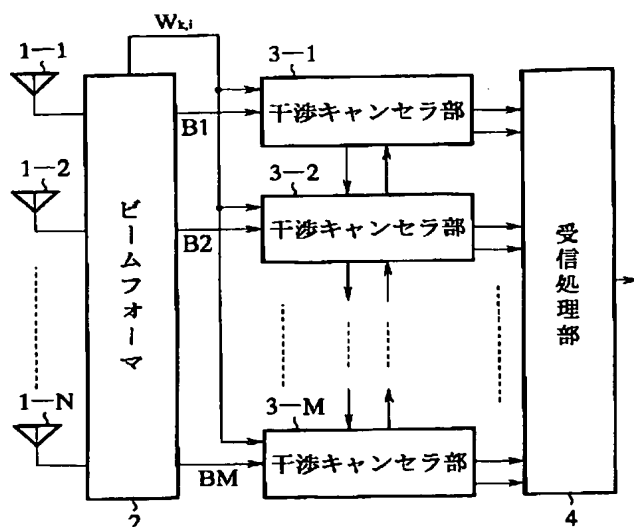 Wk,i
1—1
3—1
干渉キャンセラ部
B1
1—2
3—2
干渉キャンセラ部
B2
ビームフォーマ
受信処理部
1—N
3—M
干渉キャンセラ部
BM
2
4